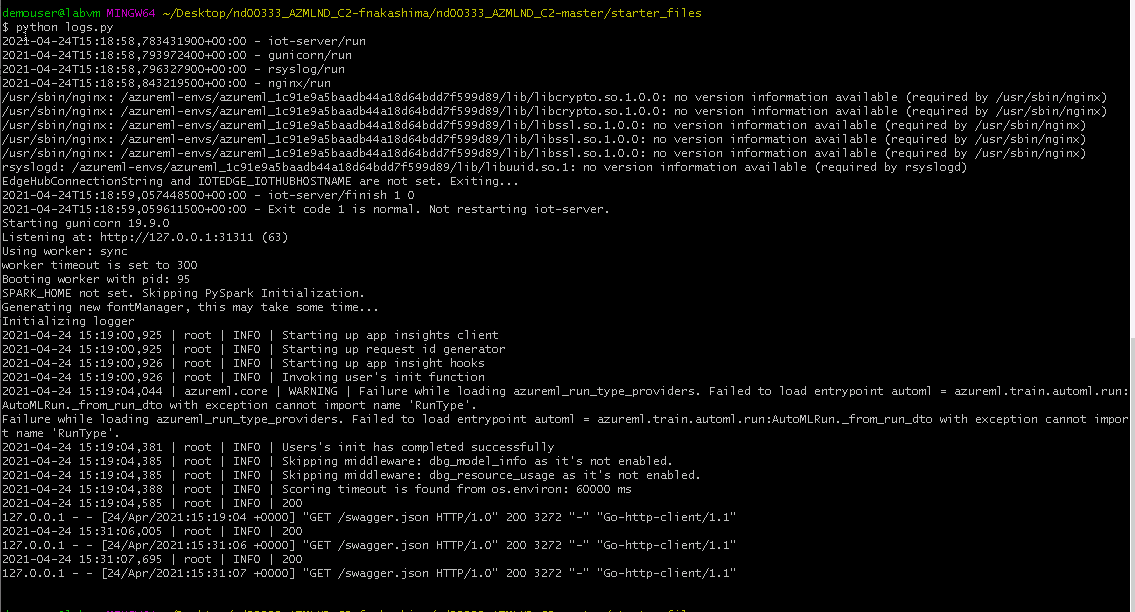 demouser@labvm MINGW64 ~/Desktop/nd00333_AZMLND_C2-fnakashima/nd00333_AZMLND_C2-master/starter_files
$ python logs.py
2021-04-24T15:18:58,783431900+00:00 - iot-server/run
2021-04-24T15:18:58,793972400+00:00 - gunicorn/run
2021-04-24T15:18:58,796327900+00:00 - rsyslog/run
2021-04-24T15:18:58,843219500+00:00 - nginx/run
/usr/sbin/nginx: /azureml-envs/azureml_1c91e9a5baadb44a18d64bdd7f599d89/lib/libcrypto.so.1.0.0: no version information available (required by /usr/sbin/nginx)
/usr/sbin/nginx: /azureml-envs/azureml_1c91e9a5baadb44a18d64bdd7f599d89/lib/libcrypto.so.1.0.0: no version information available (required by /usr/sbin/nginx)
/usr/sbin/nginx: /azureml-envs/azureml_1c91e9a5baadb44a18d64bdd7f599d89/lib/libssl.so.1.0.0: no version information available (required by /usr/sbin/nginx)
/usr/sbin/nginx: /azureml-envs/azureml_1c91e9a5baadb44a18d64bdd7f599d89/lib/libssl.so.1.0.0: no version information available (required by /usr/sbin/nginx)
/usr/sbin/nginx: /azureml-envs/azureml_1c91e9a5baadb44a18d64bdd7f599d89/lib/libssl.so.1.0.0: no version information available (required by /usr/sbin/nginx)
rsyslogd: /azureml-envs/azureml_1c91e9a5baadb44a18d64bdd7f599d89/lib/libuuid.so.1: no version information available (required by rsyslogd)
EdgeHubConnectionString and IOTEDGE_IOTHUBHOSTNAME are not set. Exiting...
2021-04-24T15:18:59,057448500+00:00 - iot-server/finish 1 0
2021-04-24T15:18:59,059611500+00:00 - Exit code 1 is normal. Not restarting iot-server.
Starting gunicorn 19.9.0
Listening at: http://127.0.0.1:31311 (63)
Using worker: sync
worker timeout is set to 300
Booting worker with pid: 95
SPARK_HOME not set. Skipping PySpark Initialization.
Generating new fontManager, this may take some time...
Initializing logger
2021-04-24 15:19:00,925 | root | INFO | Starting up app insights client
2021-04-24 15:19:00,925 | root | INFO | Starting up request id generator
2021-04-24 15:19:00,926 | root | INFO | Starting up app insight hooks
2021-04-24 15:19:00,926 | root | INFO | Invoking user's init function
2021-04-24 15:19:04,044 | azureml.core | WARNING | Failure while loading azureml_run_type_providers. Failed to load entrypoint automl = azureml.train.automl.run:
AutoMLRun._from_run_dto with exception cannot import name 'RunType'.
Failure while loading azureml_run_type_providers. Failed to load entrypoint automl = azureml.train.automl.run:AutoMLRun._from_run_dto with exception cannot impor
t name 'RunType'.
2021-04-24 15:19:04,381 | root | INFO | Users's init has completed successfully
2021-04-24 15:19:04,385 | root | INFO | Skipping middleware: dbg_model_info as it's not enabled.
2021-04-24 15:19:04,385 | root | INFO | Skipping middleware: dbg_resource_usage as it's not enabled.
2021-04-24 15:19:04,388 | root | INFO | Scoring timeout is found from os.environ: 60000 ms
2021-04-24 15:19:04,585 | root | INFO | 200
127.0.0.1 - - [24/Apr/2021:15:19:04 +0000] "GET /swagger.json HTTP/1.0" 200 3272 "-" "Go-http-client/1.1"
2021-04-24 15:31:06,005 | root | INFO | 200
127.0.0.1 - - [24/Apr/2021:15:31:06 +0000] "GET /swagger.json HTTP/1.0" 200 3272 "-" "Go-http-client/1.1"
2021-04-24 15:31:07,695 | root | INFO | 200
127.0.0.1 - - [24/Apr/2021:15:31:07 +0000] "GET /swagger.json HTTP/1.0" 200 3272 "-" "Go-http-client/1.1"